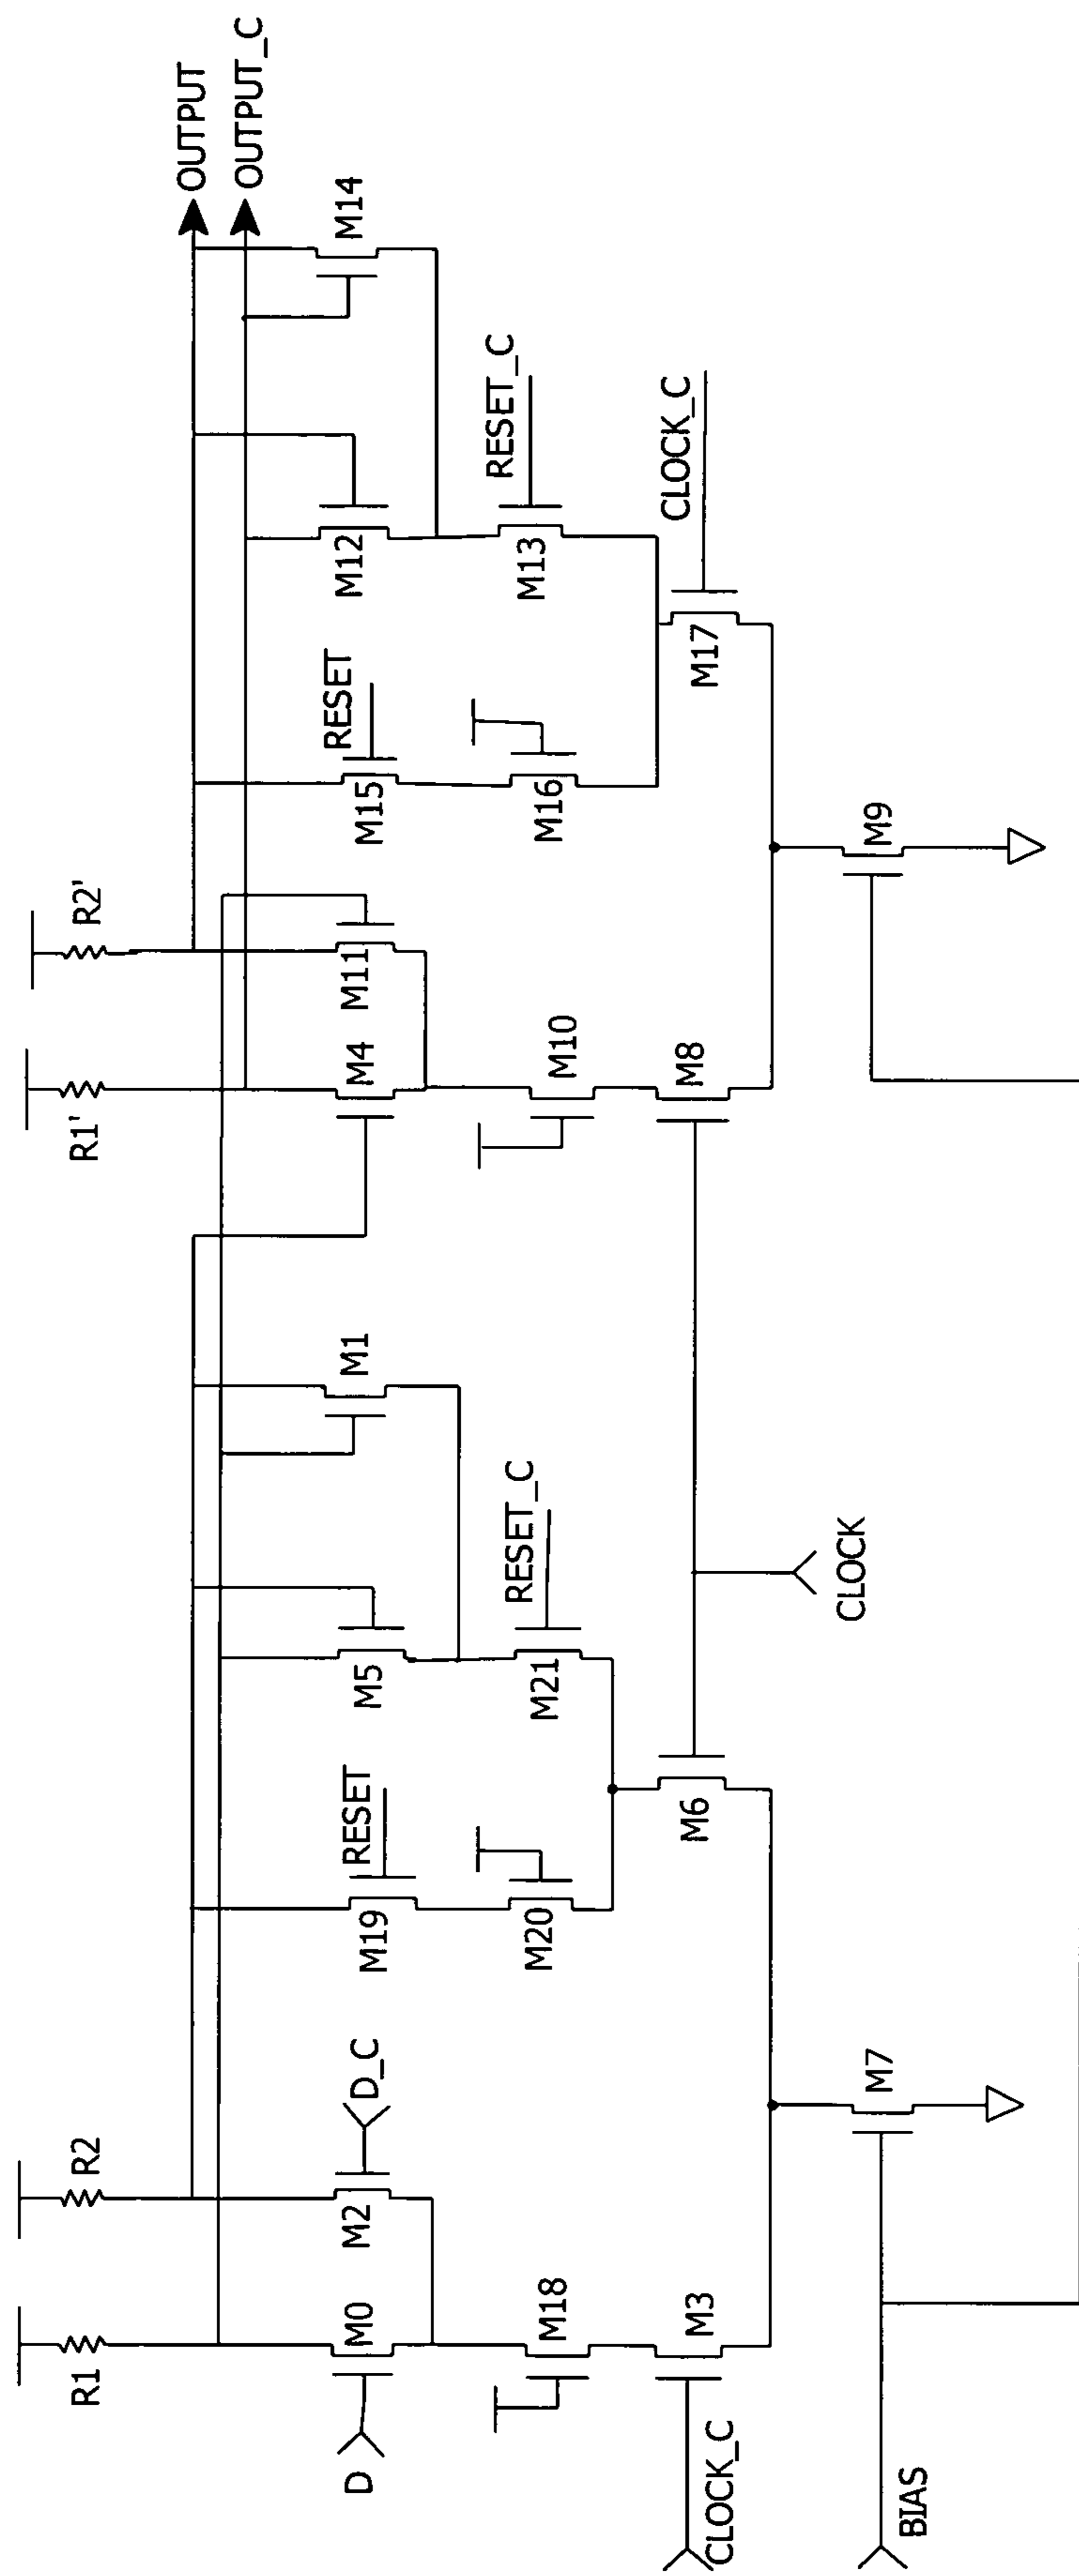 R1
R2
R1'
R2'
OUTPUT
OUTPUT_C
D
M0
M2
D_C
M19
RESET
M5
M1
M4
M11
M15
RESET
M12
M14
M18
M20
M21
RESET_C
M10
M16
M13
RESET_C
CLOCK_C
M3
M6
M8
M17
CLOCK_C
CLOCK
BIAS
M7
M9